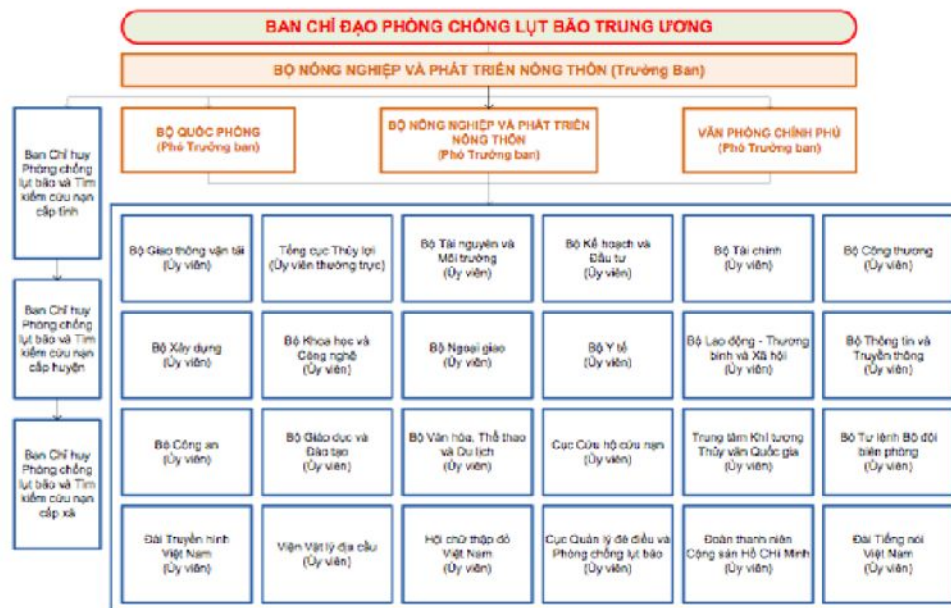 BAN CHỈ ĐẠO PHÒNG CHỐNG LỤT BÃO TRUNG ƯƠNG
BỘ NÔNG NGHIỆP VÀ PHÁT TRIỂN NÔNG THÔN (Trưởng Ban)
BỘ QUỐC PHÒNG
(Phó Trưởng ban)
BỘ NÔNG NGHIỆP VÀ PHÁT TRIỂN
NÔNG THÔN
(Phó Trưởng ban)
VĂN PHÒNG CHÍNH PHỦ
(Phó Trưởng ban)
Ban Chỉ huy
Phòng chống
lụt bão và Tìm
kiếm cứu nạn
cấp tỉnh
Ban Chỉ huy
Phòng chống
lụt bão và Tìm
kiếm cứu nạn
cấp huyện
Ban Chỉ huy
Phòng chống
lụt bão và Tìm
kiếm cứu nạn
cấp xã
Bộ Giao thông vận tải
(Ủy viên)
Tổng cục Thủy lợi
(Ủy viên thường trực)
Bộ Tài nguyên và
Môi trường
(Ủy viên)
Bộ Kế hoạch và
Đầu tư
(Ủy viên)
Bộ Tài chính
(Ủy viên)
Bộ Công thương
(Ủy viên)
Bộ Xây dựng
(Ủy viên)
Bộ Khoa học và
Công nghệ
(Ủy viên)
Bộ Ngoại giao
(Ủy viên)
Bộ Y tế
(Ủy viên)
Bộ Lao động - Thương
binh và Xã hội
(Ủy viên)
Bộ Thông tin và
Truyền thông
(Ủy viên)
Bộ Công an
(Ủy viên)
Bộ Giáo dục và
Đào tạo
(Ủy viên)
Bộ Văn hóa, Thể thao
và Du lịch
(Ủy viên)
Cục Cứu hộ cứu nạn
(Ủy viên)
Trung tâm Khí tượng
Thủy văn Quốc gia
(Ủy viên)
Bộ Tư lệnh Bộ đội
biên phòng
(Ủy viên)
Đài Truyền hình
Việt Nam
(Ủy viên)
Viện Vật lý địa cầu
(Ủy viên)
Hội chữ thập đỏ
Việt Nam
(Ủy viên)
Cục Quản lý đê điều và
Phòng chống lụt bão
(Ủy viên)
Đoàn thanh niên
Cộng sản Hồ Chí Minh
(Ủy viên)
Đài Tiếng nói
Việt Nam
(Ủy viên)